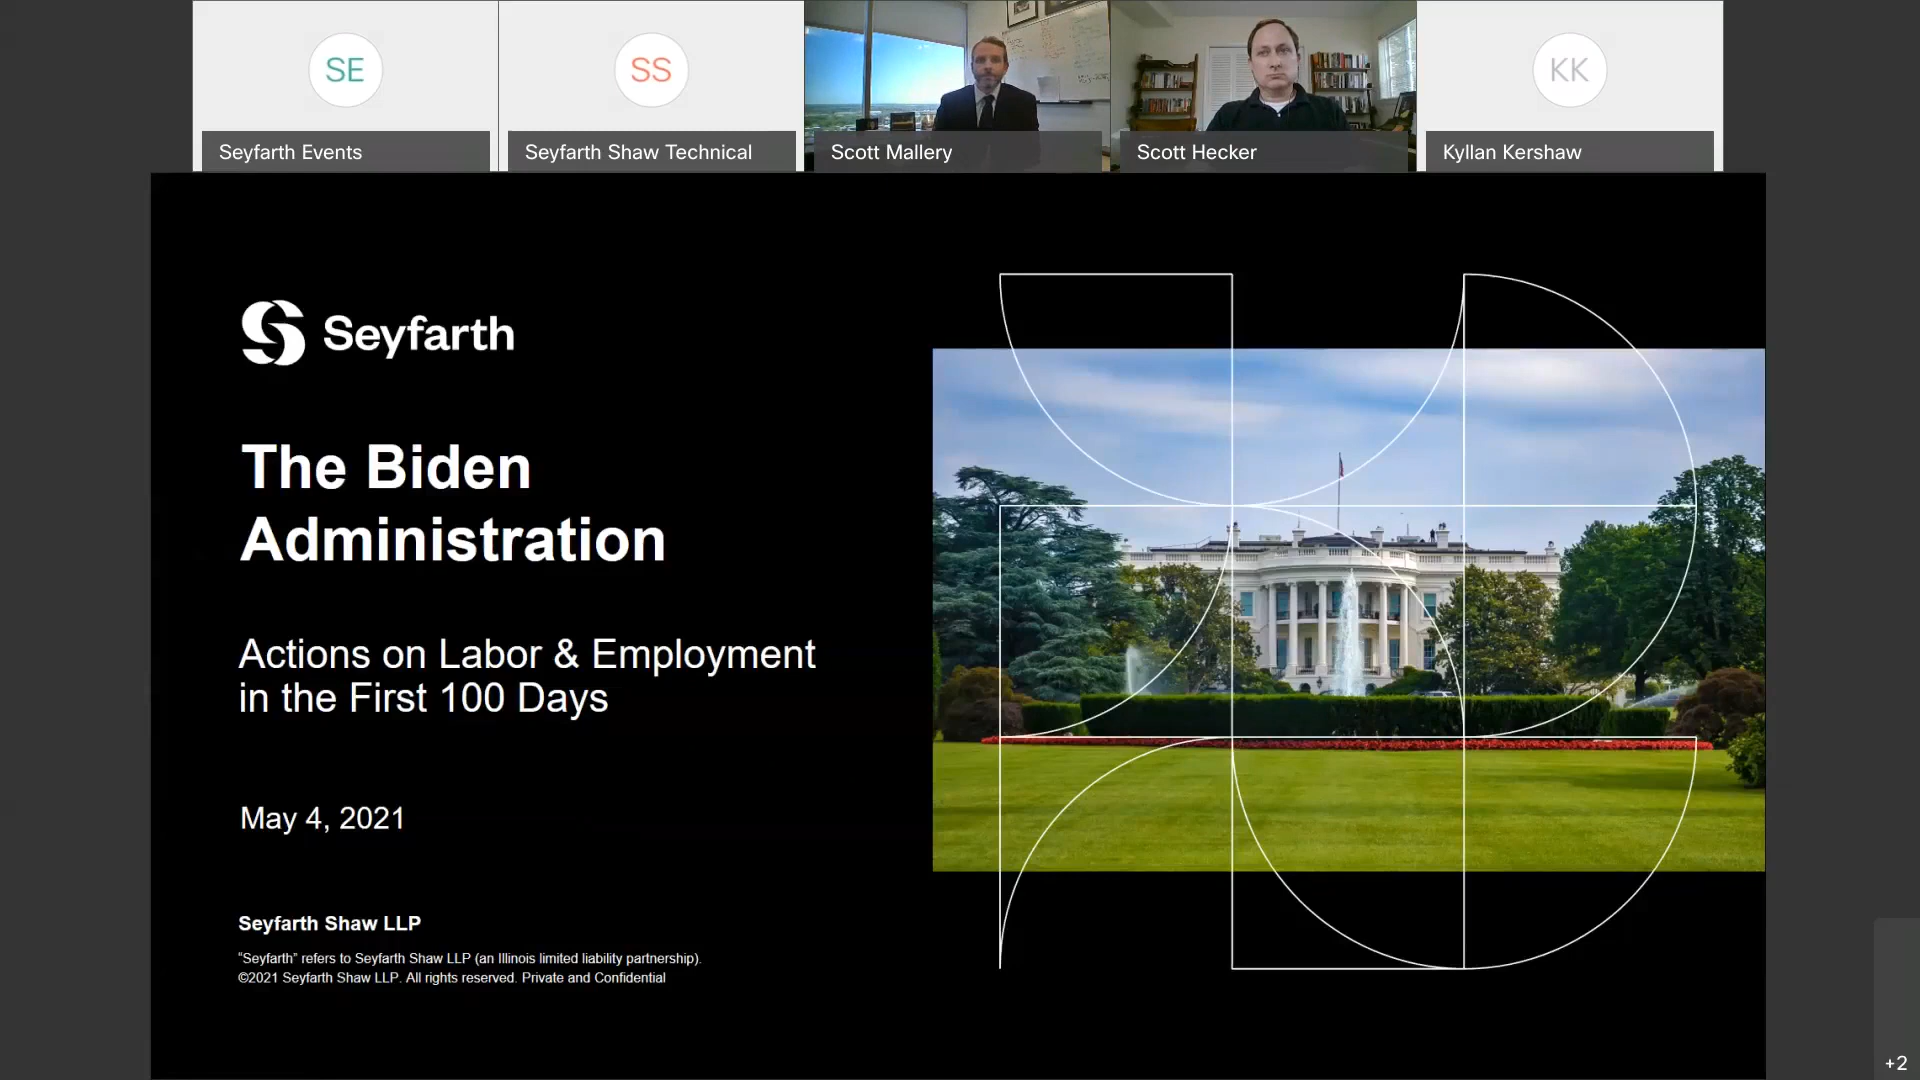 SE
SS
KK
Seyfarth Events
Seyfarth Shaw Technical
Scott Mallery
Scott Hecker
Kyllan Kershaw
Seyfarth
The Biden
Administration
Actions on Labor & Employment
in the First 100 Days
May 4, 2021
Seyfarth Shaw LLP
“Seyfarth” refers to Seyfarth Shaw LLP (an Illinois limited liability partnership).
©2021 Seyfarth Shaw LLP. All rights reserved. Private and Confidential
+2